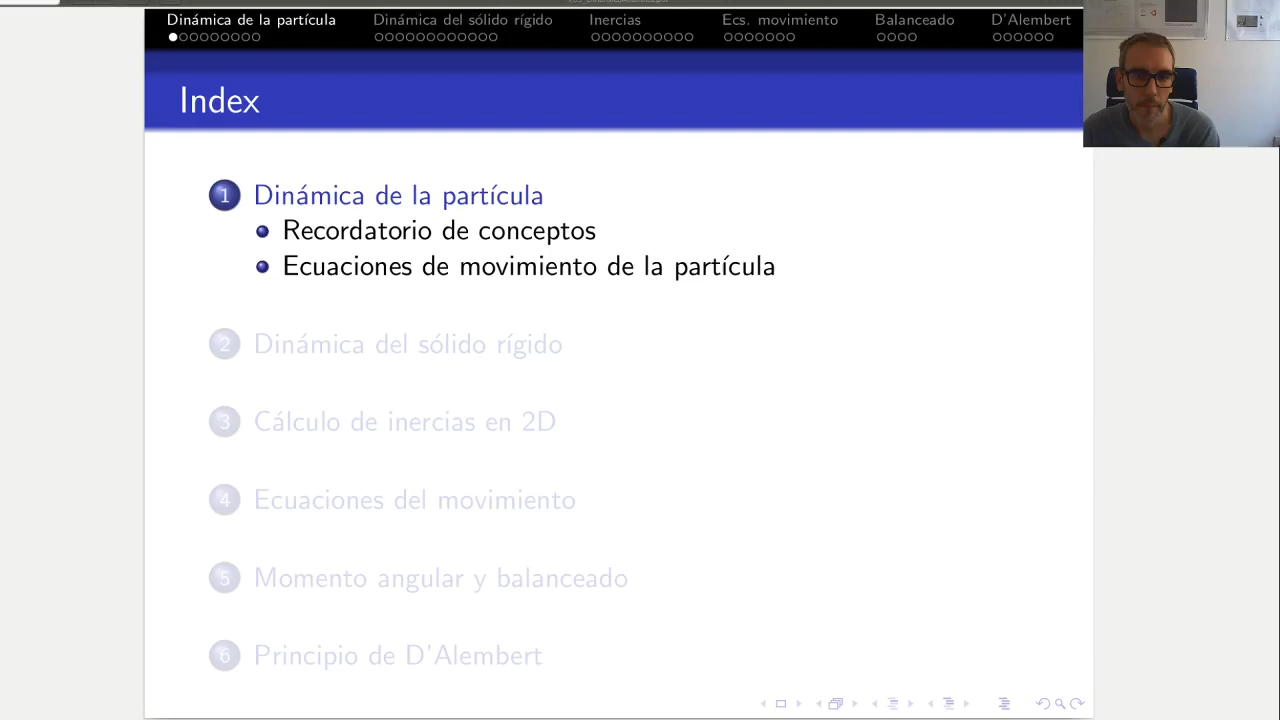 Dinámica de la partícula
Dinámica del sólido rígido
Inercias
Ecs. movimiento
Balanceado
D'Alembert
Index
1 Dinámica de la partícula
Recordatorio de conceptos
Ecuaciones de movimiento de la partícula
2 Dinámica del sólido rígido
3 Cálculo de inercias en 2D
4 Ecuaciones del movimiento
5 Momento angular y balanceado
6 Principio de D'Alembert